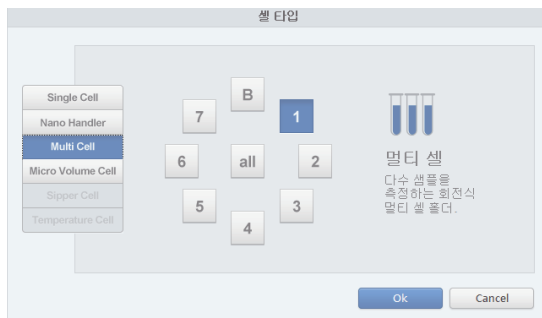 셀 타입
Single Cell
Nano Handler
Multi Cell
Micro Volume Cell
Sipper Cell
Temperature Cell
B
7
1
6
all
2
5
3
4
멀티 셀
다수 샘플을
측정하는 회전식
멀티 셀 홀더.
Ok
Cancel